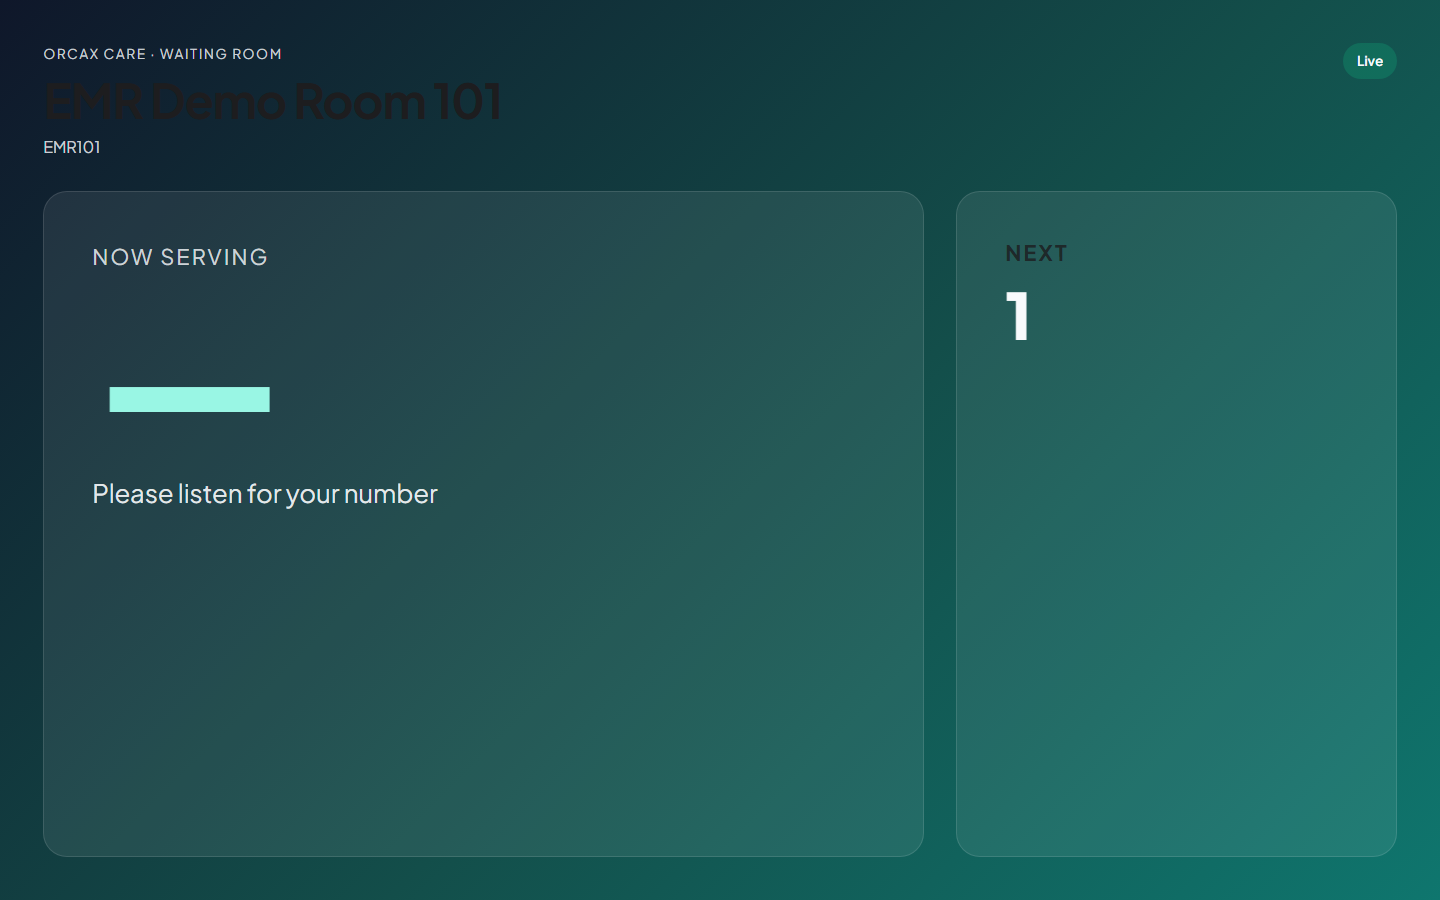 ORCAX CARE · WAITING ROOM
EMR Demo Room 101
EMR101
Live
NOW SERVING
—
Please listen for your number
NEXT
1